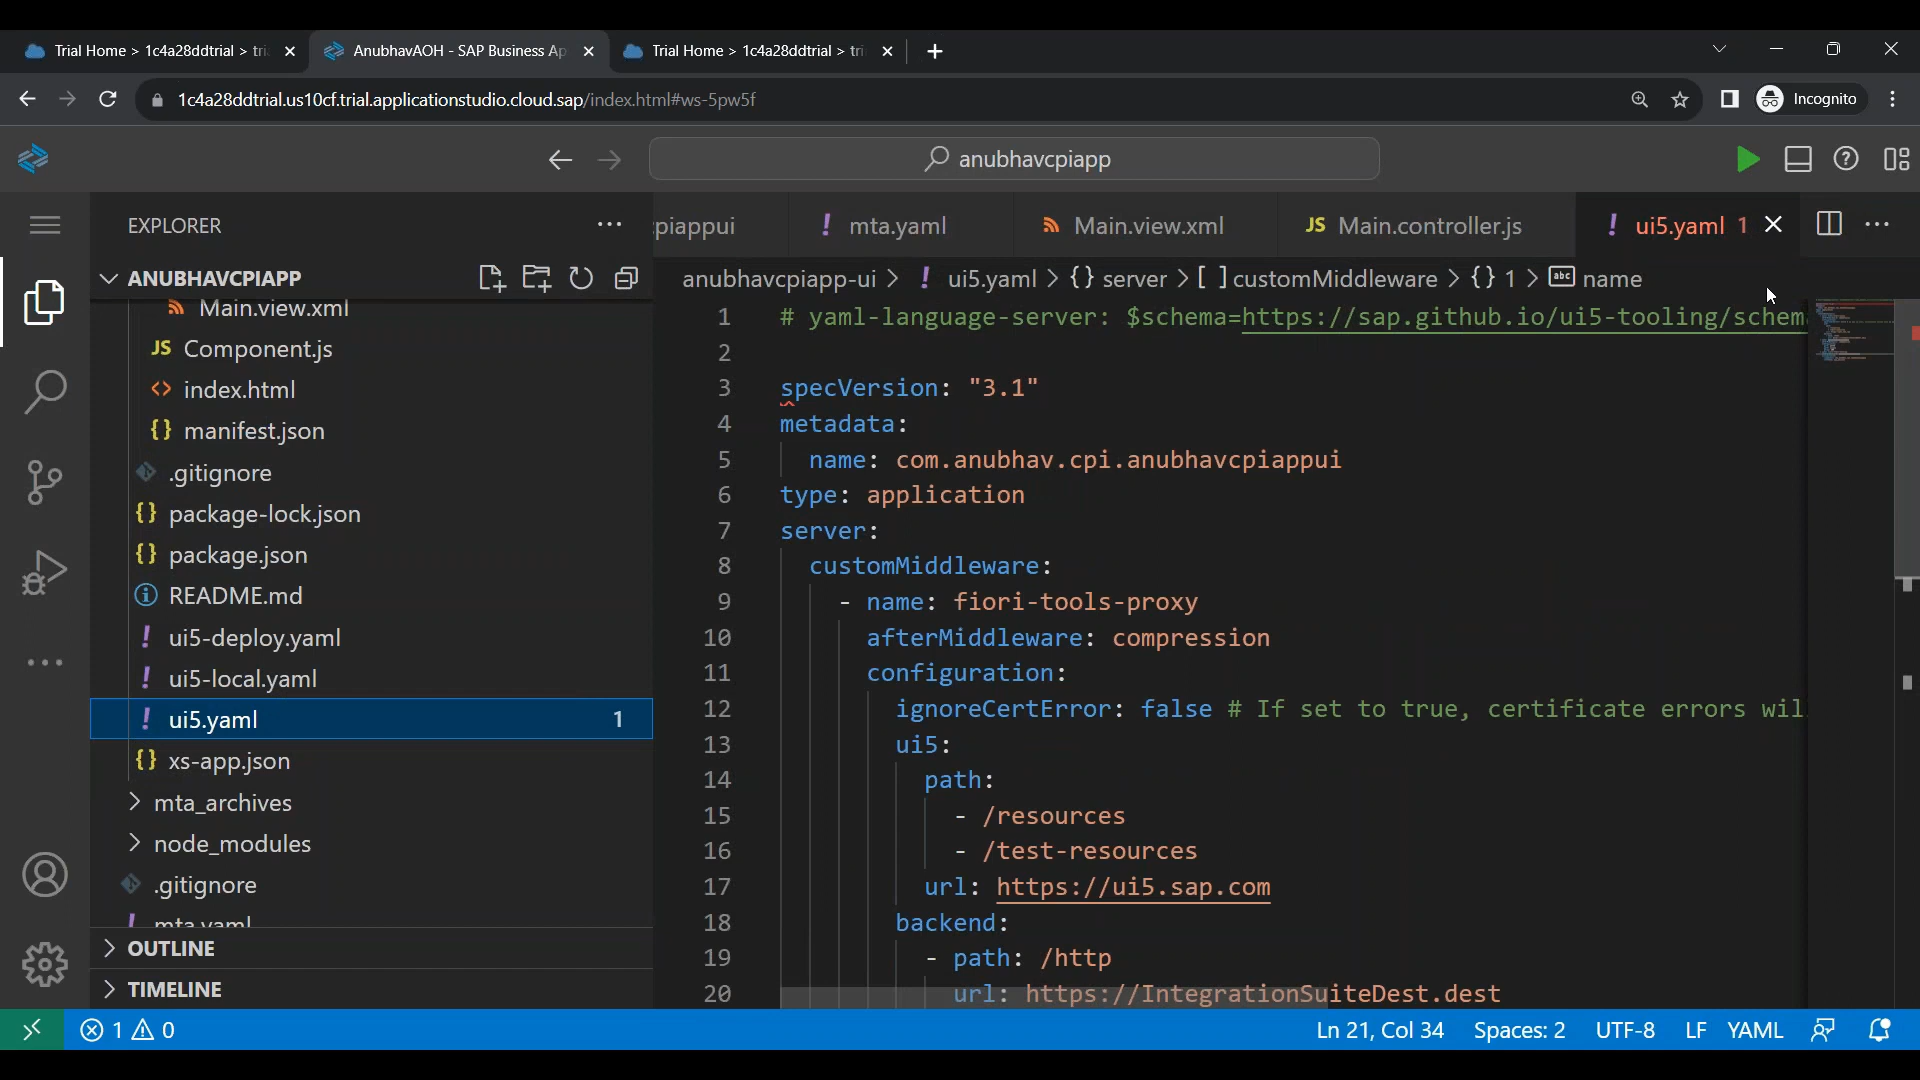 Trial Home > 1c4a28ddtrial > tri
AnubhavAOH - SAP Business Ap
Trial Home > 1c4a28ddtrial > tri
1c4a28ddtrial.us10cf.trial.applicationstudio.cloud.sap/index.html#ws-5pw5f
Incognito
anubhavcpiapp
EXPLORER
piappui
! mta.yaml
Main.view.xml
JS Main.controller.js
! ui5.yaml 1
ANUBHAVCPIAPP
anubhavcpiapp-ui > ! ui5.yaml > {} server > [ ] customMiddleware > {} 1 > abc name
Main.view.xml
JS Component.js
<> index.html
{} manifest.json
.gitignore
{} package-lock.json
{} package.json
README.md
! ui5-deploy.yaml
! ui5-local.yaml
! ui5.yaml 1
{} xs-app.json
> mta_archives
> node_modules
.gitignore
! mta.yaml
> OUTLINE
> TIMELINE
1 # yaml-language-server: $schema=https://sap.github.io/ui5-tooling/schem
2
3 specVersion: "3.1"
4 metadata:
5 name: com.anubhav.cpi.anubhavcpiappui
6 type: application
7 server:
8 customMiddleware:
9 - name: fiori-tools-proxy
10 afterMiddleware: compression
11 configuration:
12 ignoreCertError: false # If set to true, certificate errors wil
13 ui5:
14 path:
15 - /resources
16 - /test-resources
17 url: https://ui5.sap.com
18 backend:
19 - path: /http
20 url: https://IntegrationSuiteDest.dest
1 0
Ln 21, Col 34 Spaces: 2 UTF-8 LF YAML